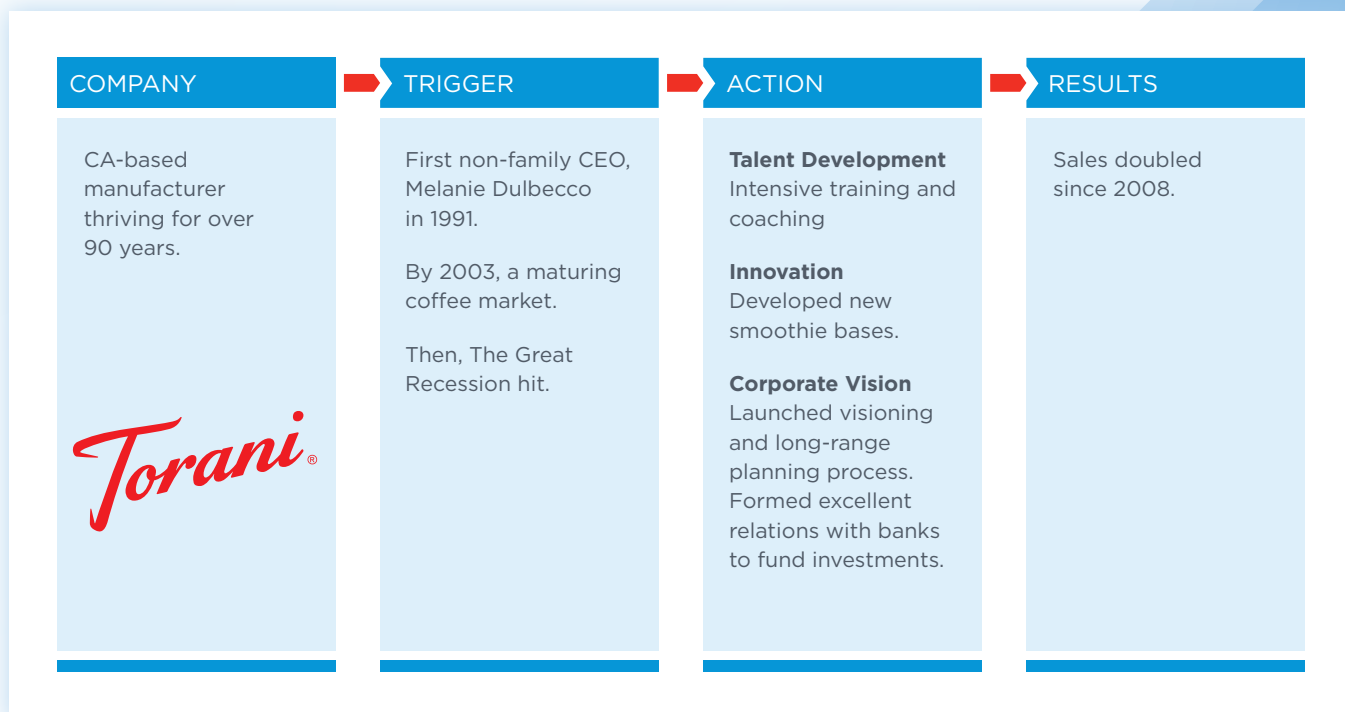 COMPANY
CA-based
manufacturer
thriving for over
90 years.
Torani®
TRIGGER
First non-family CEO,
Melanie Dulbecco
in 1991.
By 2003, a maturing
coffee market.
Then, The Great
Recession hit.
ACTION
Talent Development
Intensive training and
coaching
Innovation
Developed new
smoothie bases.
Corporate Vision
Launched visioning
and long-range
planning process.
Formed excellent
relations with banks
to fund investments.
RESULTS
Sales doubled
since 2008.